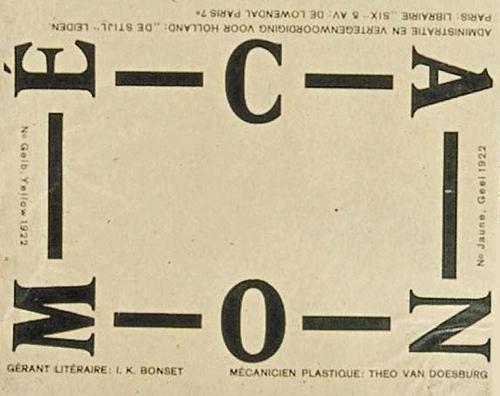 ADMINISTRATIE EN VERTEGENWOORDIGING VOOR HOLLAND: „DE STIJL” LEIDEN.
PARIS: LIBRAIRIE „SIX” 5 AV: DE LOWENDAL PARIS 7e
M—É—C—A—N—O—
No Gelb, Yellow 1922
No Jaune, Geel 1922
GÉRANT LITÉRAIRE: I. K. BONSET
MÉCANICIEN PLASTIQUE: THEO VAN DOESBURG